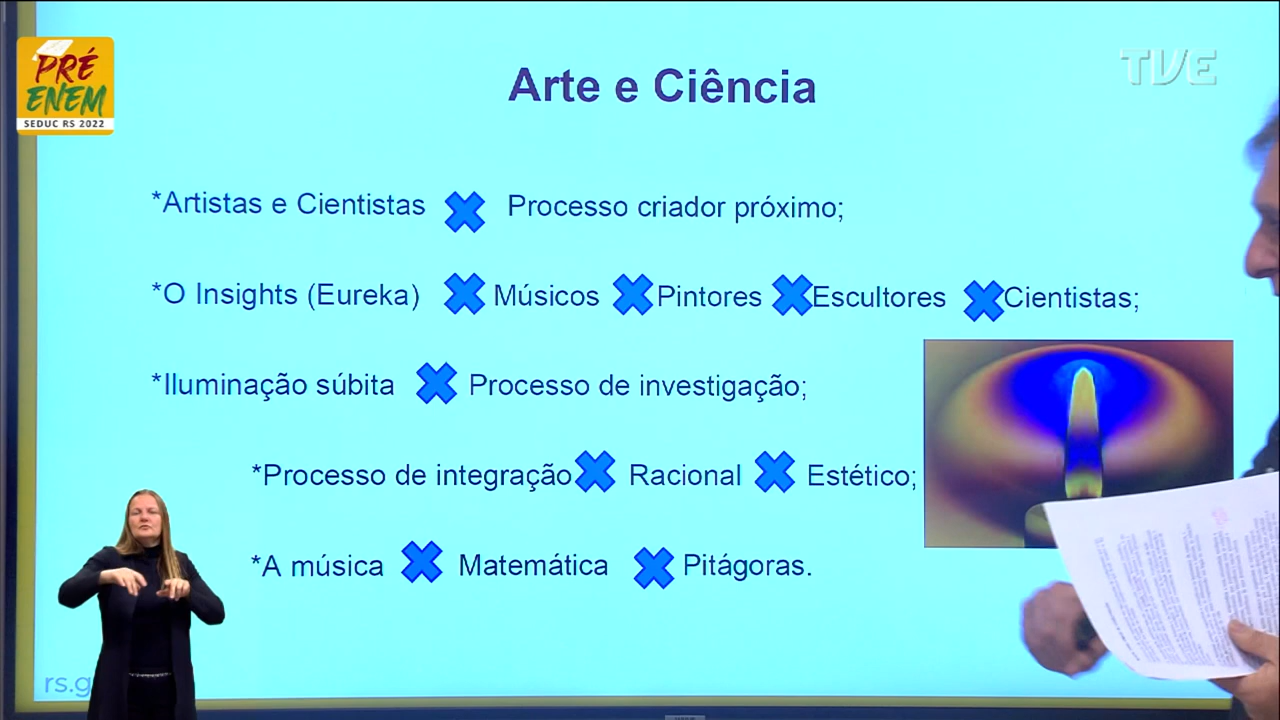 PRÉ
ENEM
SEDUC RS 2022
TVE
Arte e Ciência
*Artistas e Cientistas Processo criador próximo;
*O Insights (Eureka) Músicos Pintores Escultores Cientistas;
*Iluminação súbita Processo de investigação;
*Processo de integração Racional Estético;
*A música Matemática Pitágoras.
rs.g